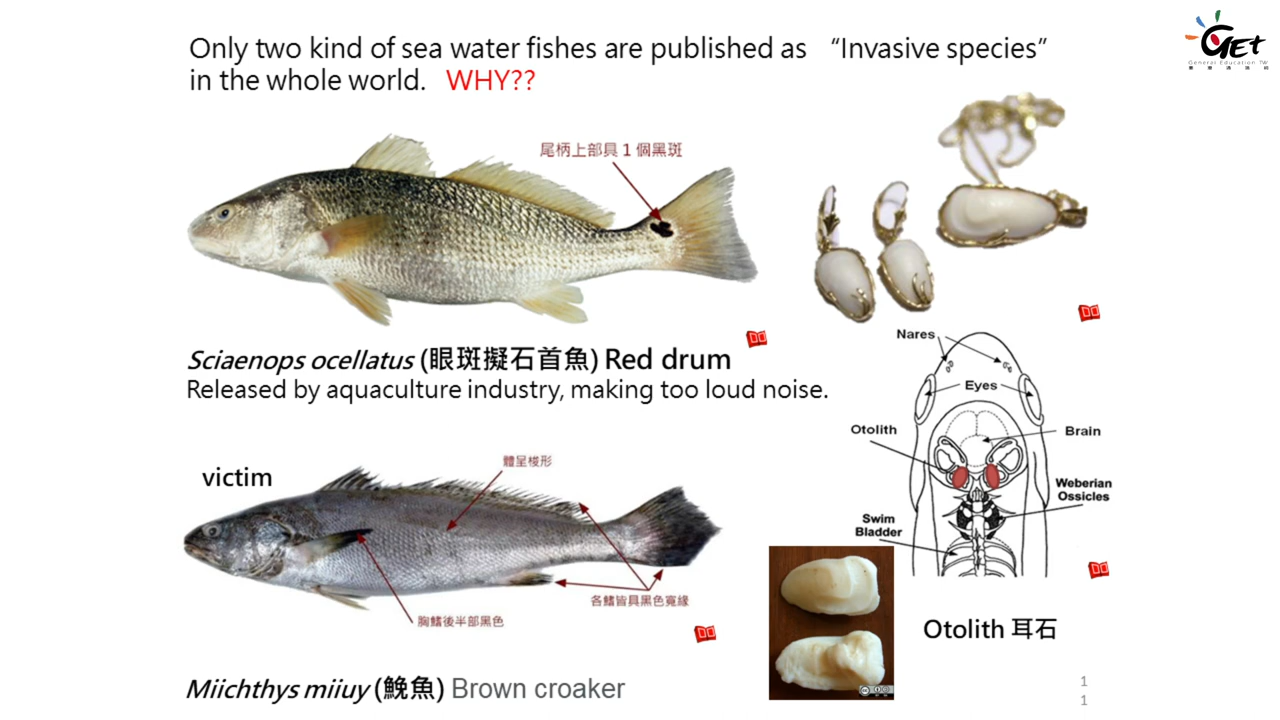 Only two kind of sea water fishes are published as “Invasive species”
in the whole world. WHY??
GET
General Education TW
尾柄上部具 1 個黑斑
Sciaenops ocellatus (眼斑擬石首魚) Red drum
Released by aquaculture industry, making too loud noise.
victim
體呈梭形
各鰭皆具黑色寬緣
胸鰭後半部黑色
Miichthys miiuy (鮸魚) Brown croaker
Nares
Eyes
Otolith
Brain
Weberian
Ossicles
Swim
Bladder
Otolith 耳石
cc
1
1